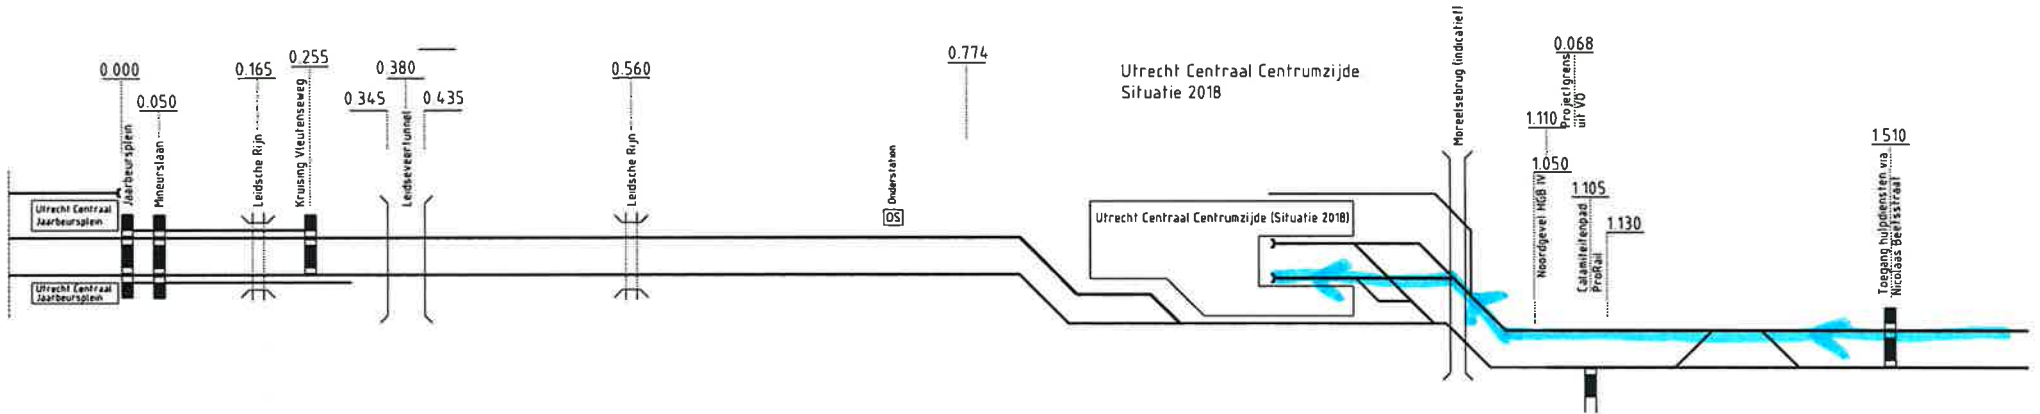 0.000
0.050
0.165
0.255
0.345
0.380
0.435
0.560
0.774
Utrecht Centraal Centrumzijde
Situatie 2018
0.068
1.110
1.050
1.105
1.130
1.510
Jaarbeursplein
Mineurslaan
Leidsche Rijn
Kruising Vleutenseweg
Leidseveertunnel
Leidsche Rijn
Onderstation
OS
Moreelsebrug (indicatief)
Projectgrens
uit VO
Noordgevel HGB IV
Calamiteitenpad
ProRail
Toegang hulpdiensten via
Nicolaas Beetsstraat
Utrecht Centraal
Jaarbeursplein
Utrecht Centraal
Jaarbeursplein
Utrecht Centraal Centrumzijde (Situatie 2018)